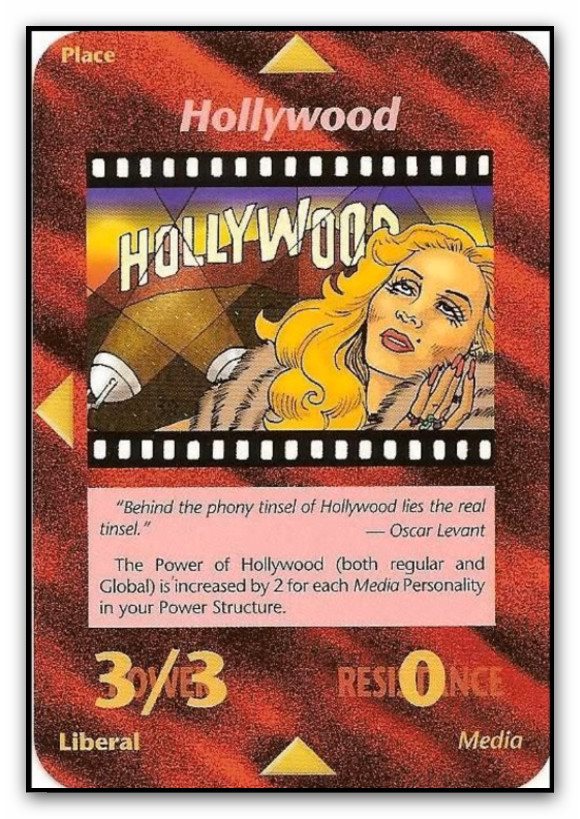 Place
Hollywood
HOLLYWOOD
"Behind the phony tinsel of Hollywood lies the real
tinsel." — Oscar Levant
The Power of Hollywood (both regular and
Global) is increased by 2 for each Media Personality
in your Power Structure.
POWER 3/3
RESISTANCE 0
Liberal
Media